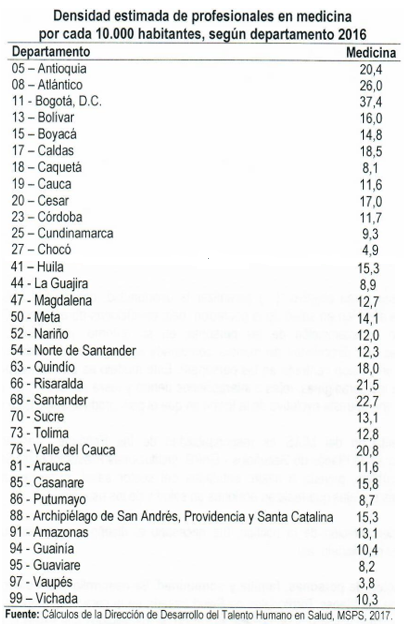 Densidad estimada de profesionales en medicina
por cada 10.000 habitantes, según departamento 2016
Departamento Medicina
05 – Antioquia 20,4
08 – Atlántico 26,0
11 - Bogotá, D.C. 37,4
13 – Bolívar 16,0
15 – Boyacá 14,8
17 – Caldas 18,5
18 – Caquetá 8,1
19 – Cauca 11,6
20 – Cesar 17,0
23 – Córdoba 11,7
25 – Cundinamarca 9,3
27 – Chocó 4,9
41 – Huila 15,3
44 - La Guajira 8,9
47 - Magdalena 12,7
50 - Meta 14,1
52 - Nariño 12,0
54 - Norte de Santander 12,3
63 - Quindío 18,0
66 - Risaralda 21,5
68 - Santander 22,7
70 - Sucre 13,1
73 - Tolima 12,8
76 - Valle del Cauca 20,8
81 – Arauca 11,6
85 - Casanare 15,8
86 - Putumayo 8,7
88 - Archipiélago de San Andrés, Providencia y Santa Catalina 15,3
91 - Amazonas 13,1
94 - Guainía 10,4
95 - Guaviare 8,2
97 - Vaupés 3,8
99 – Vichada 10,3
Fuente: Cálculos de la Dirección de Desarrollo del Talento Humano en Salud, MSPS, 2017.